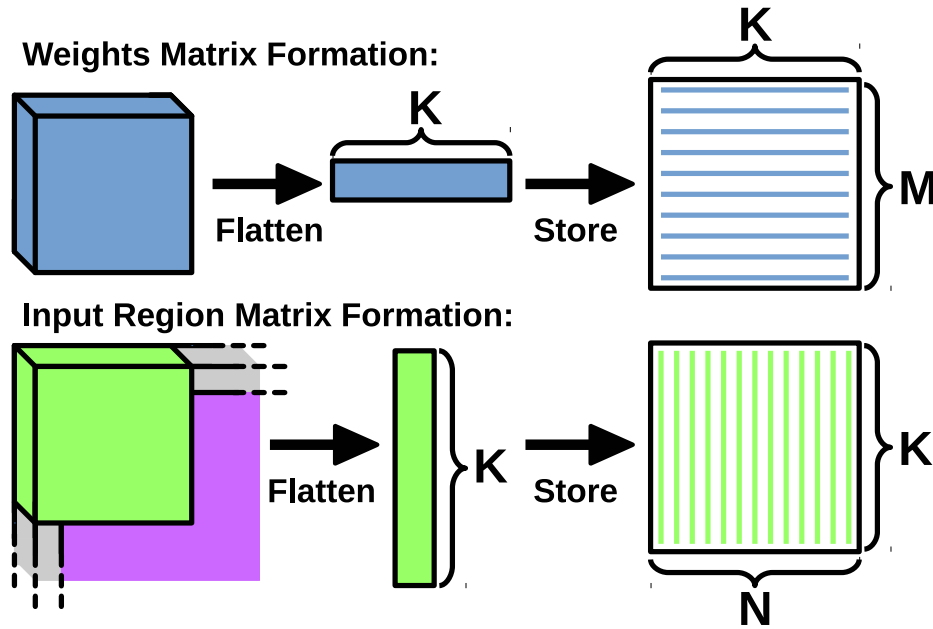 K
Weights Matrix Formation:
K
M
Flatten
Store
Input Region Matrix Formation:
K
K
Flatten
Store
N